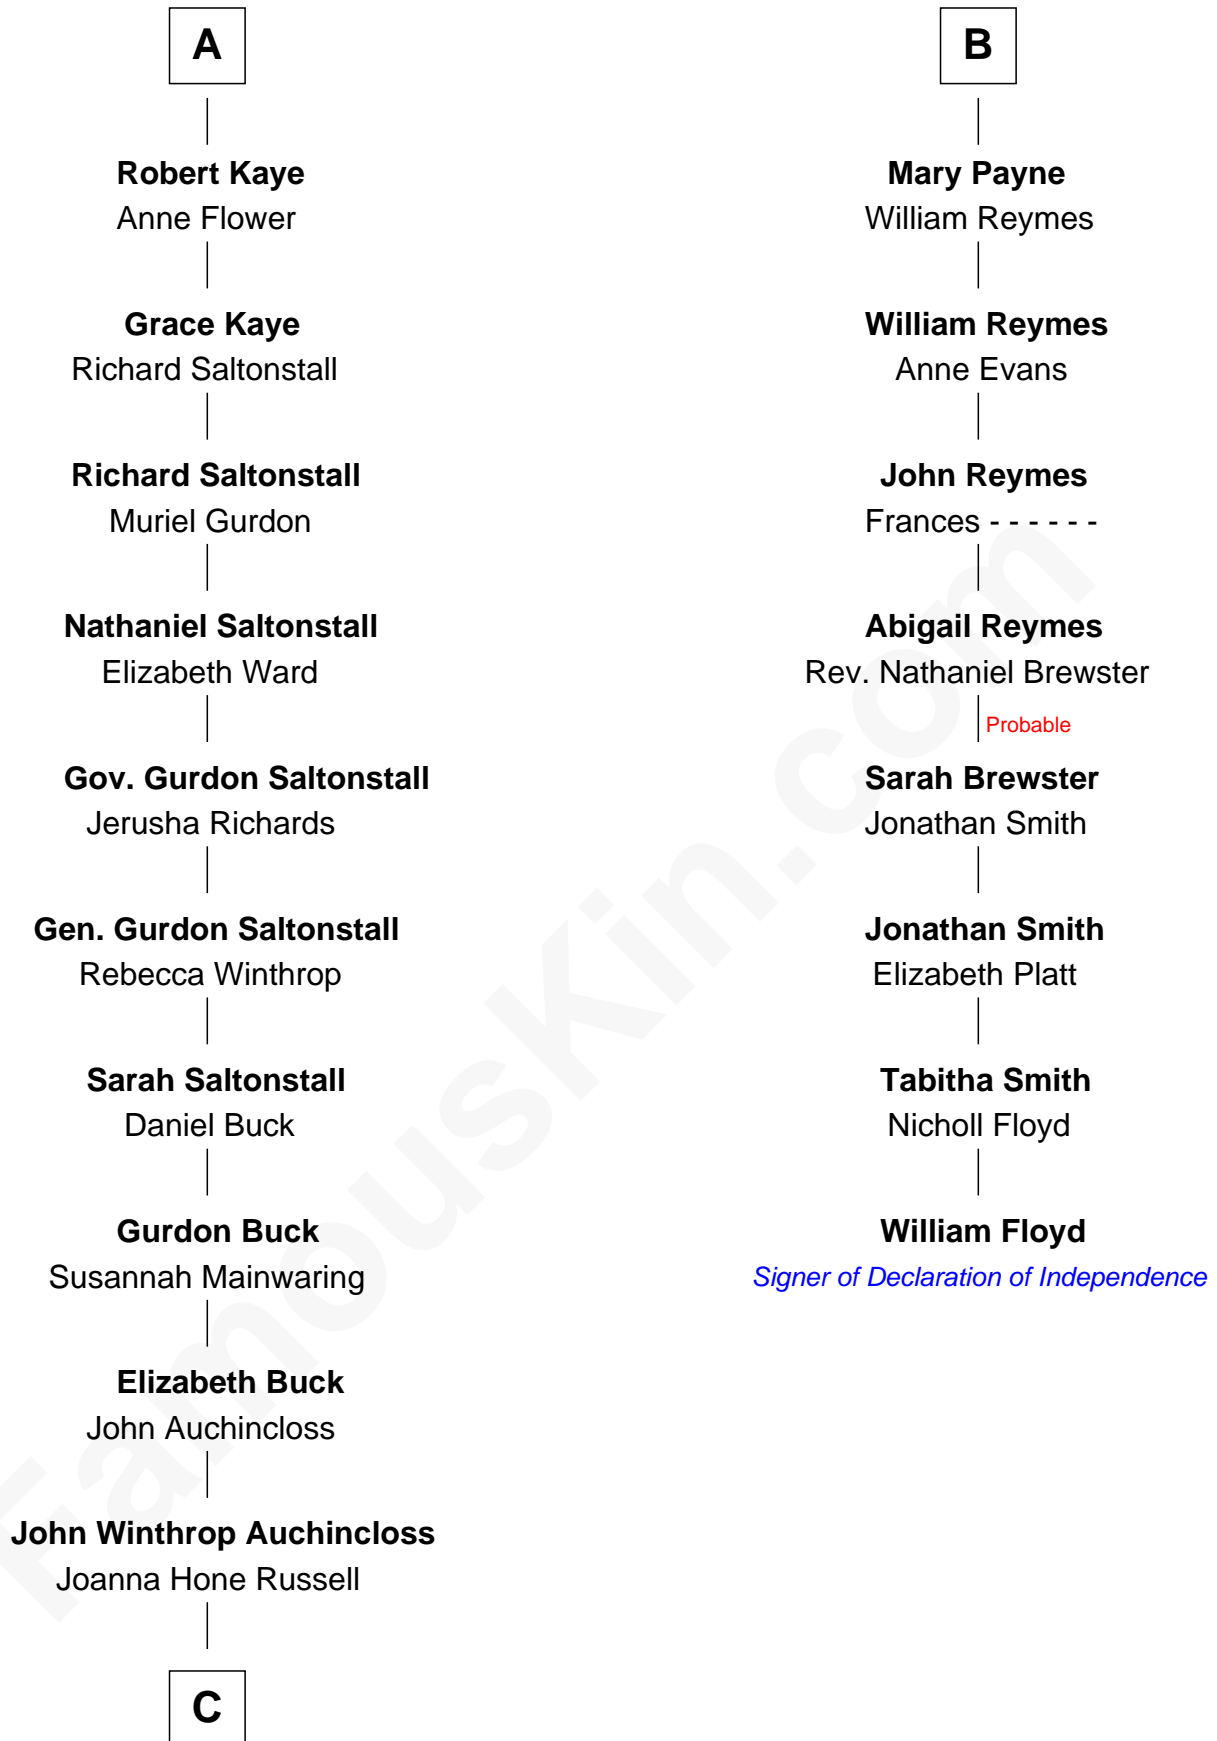 A
Robert Kaye
Anne Flower
Grace Kaye
Richard Saltonstall
Richard Saltonstall
Muriel Gurdon
Nathaniel Saltonstall
Elizabeth Ward
Gov. Gurdon Saltonstall
Jerusha Richards
Gen. Gurdon Saltonstall
Rebecca Winthrop
Sarah Saltonstall
Daniel Buck
Gurdon Buck
Susannah Mainwaring
Elizabeth Buck
John Auchincloss
John Winthrop Auchincloss
Joanna Hone Russell
C
B
Mary Payne
William Reymes
William Reymes
Anne Evans
John Reymes
Frances - - - - - -
Abigail Reymes
Rev. Nathaniel Brewster
Probable
Sarah Brewster
Jonathan Smith
Jonathan Smith
Elizabeth Platt
Tabitha Smith
Nicholl Floyd
William Floyd
Signer of Declaration of Independence
FamousKin.com